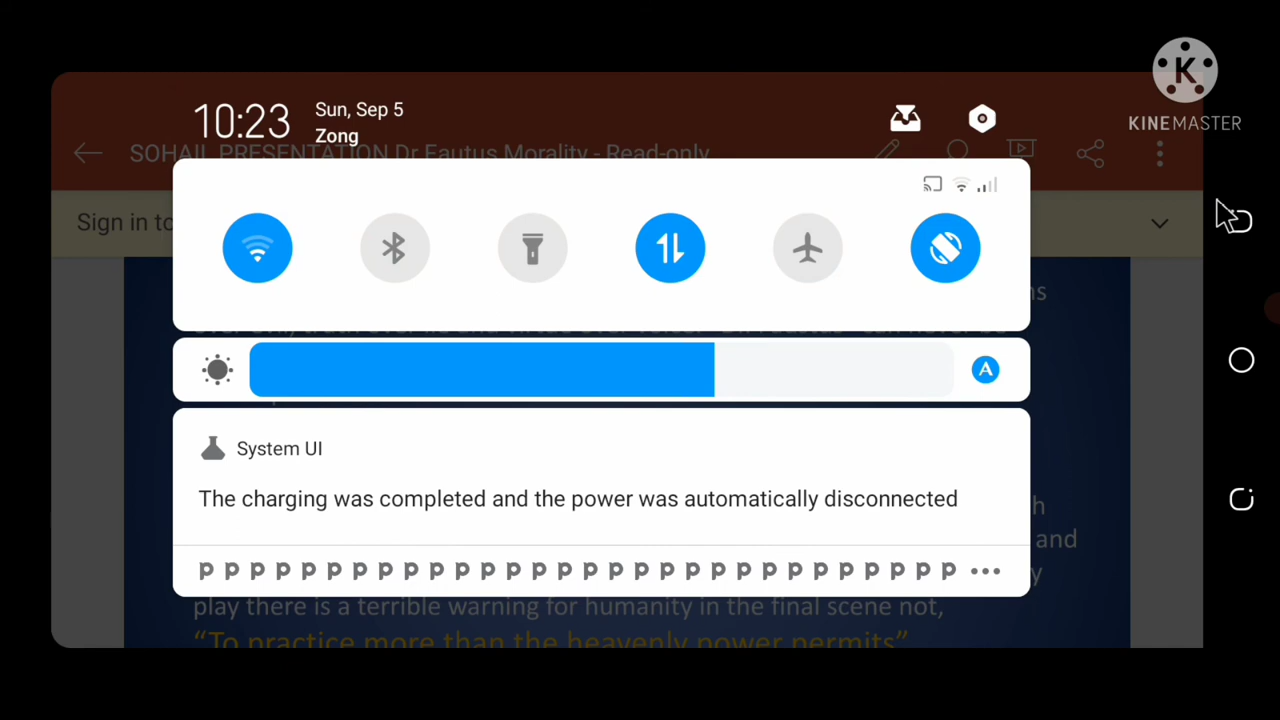 10:23
Sun, Sep 5
Zong
K
KINEMASTER
SOHAIL PRESENTATION Dr Fautus Morality - Read-only
Sign in to
ns
A
System UI
The charging was completed and the power was automatically disconnected
h
and
p p p p p p p p p p p p p p p p p p p p p p p p p p p p p p •••
y
play there is a terrible warning for humanity in the final scene not,
“To practice more than the heavenly power permits”